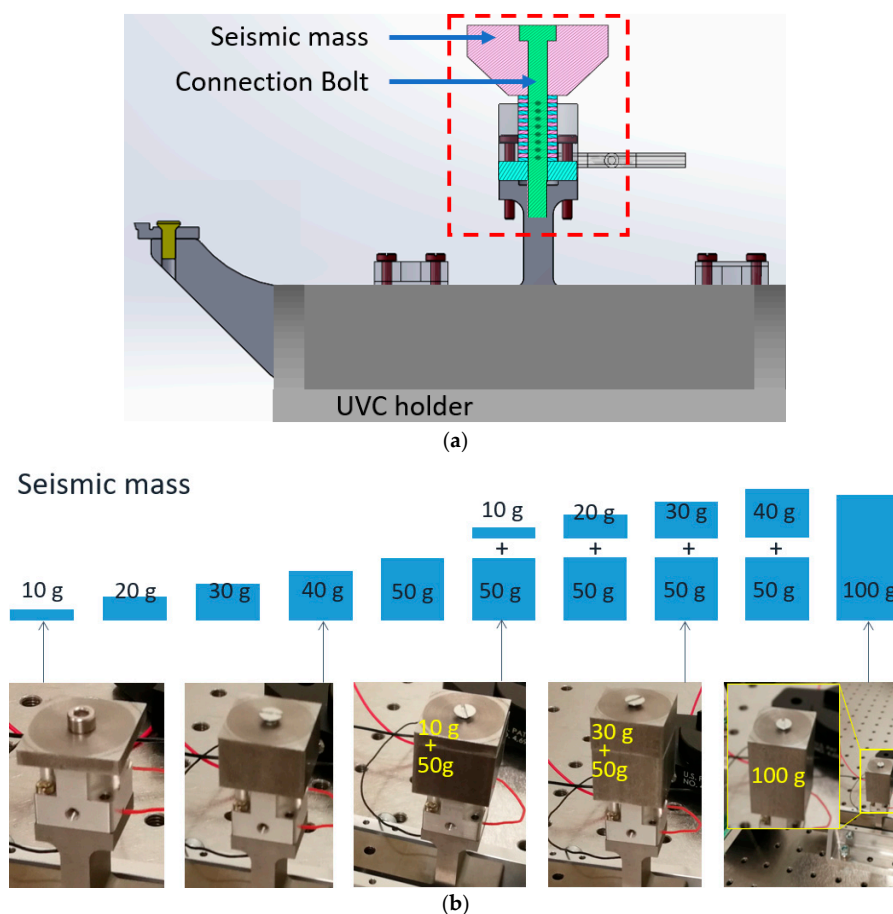 Seismic mass
Connection Bolt
UVC holder
(a)
Seismic mass
10 g 20 g 30 g 40 g
+ + + +
10 g 20 g 30 g 40 g 50 g 50 g 50 g 50 g 50 g 100 g
10 g
+
50g
30 g
+
50g
100 g
(b)